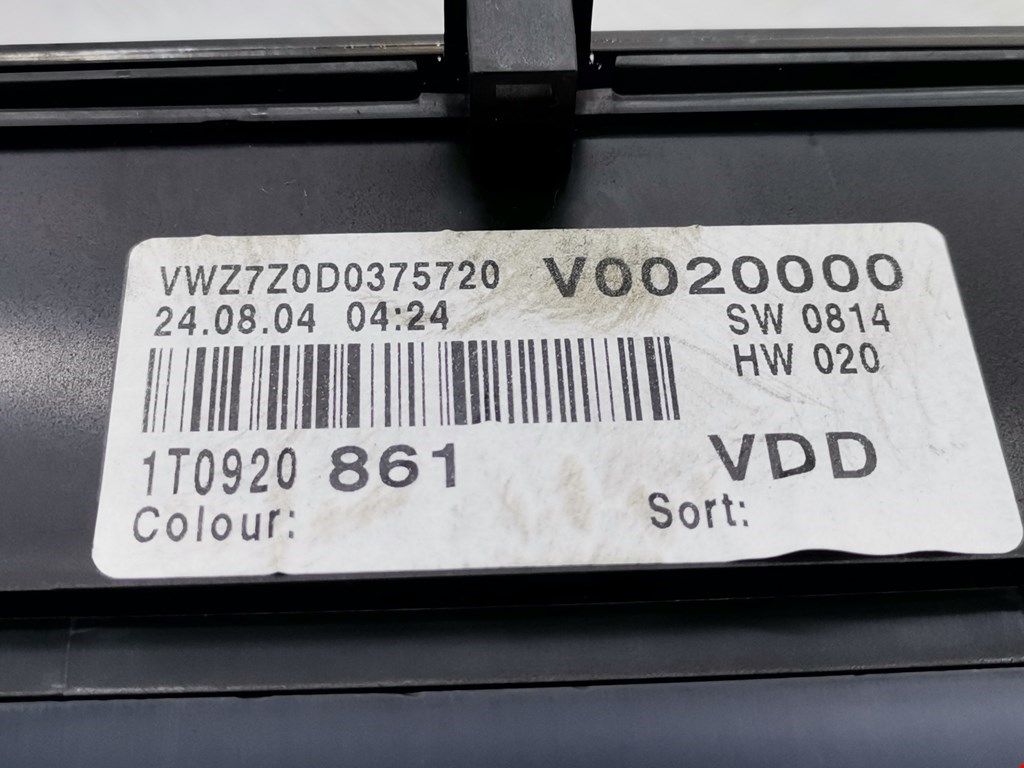 VWZ7Z0D0375720 V0020000
24.08.04 04:24 SW 0814
HW 020
1T0920 861 VDD
Colour: Sort: